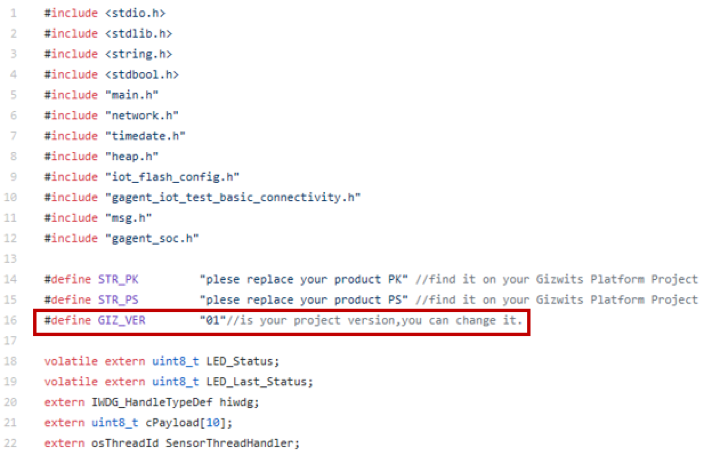 1 #include <stdio.h>
2 #include <stdlib.h>
3 #include <string.h>
4 #include <stdbool.h>
5 #include "main.h"
6 #include "network.h"
7 #include "timedate.h"
8 #include "heap.h"
9 #include "iot_flash_config.h"
10 #include "gagent_iot_test_basic_connectivity.h"
11 #include "msg.h"
12 #include "gagent_soc.h"
13
14 #define STR_PK "plese replace your product PK" //find it on your Gizwits Platform Project
15 #define STR_PS "plese replace your product PS" //find it on your Gizwits Platform Project
16 #define GIZ_VER "01"//is your project version,you can change it.
17
18 volatile extern uint8_t LED_Status;
19 volatile extern uint8_t LED_Last_Status;
20 extern IWDG_HandleTypeDef hiwdg;
21 extern uint8_t cPayload[10];
22 extern osThreadId SensorThreadHandler;